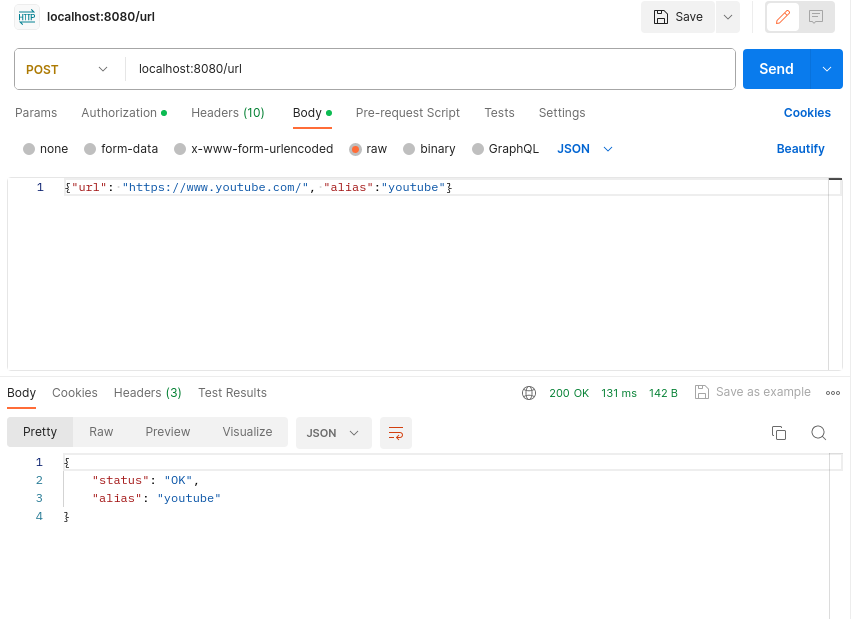 HTTP localhost:8080/url Save
POST localhost:8080/url Send
Params Authorization Headers (10) Body Pre-request Script Tests Settings Cookies
none form-data x-www-form-urlencoded raw binary GraphQL JSON Beautify
1 {"url": "https://www.youtube.com/", "alias":"youtube"}
Body Cookies Headers (3) Test Results 200 OK 131 ms 142 B Save as example
Pretty Raw Preview Visualize JSON
1 {
2 "status": "OK",
3 "alias": "youtube"
4 }